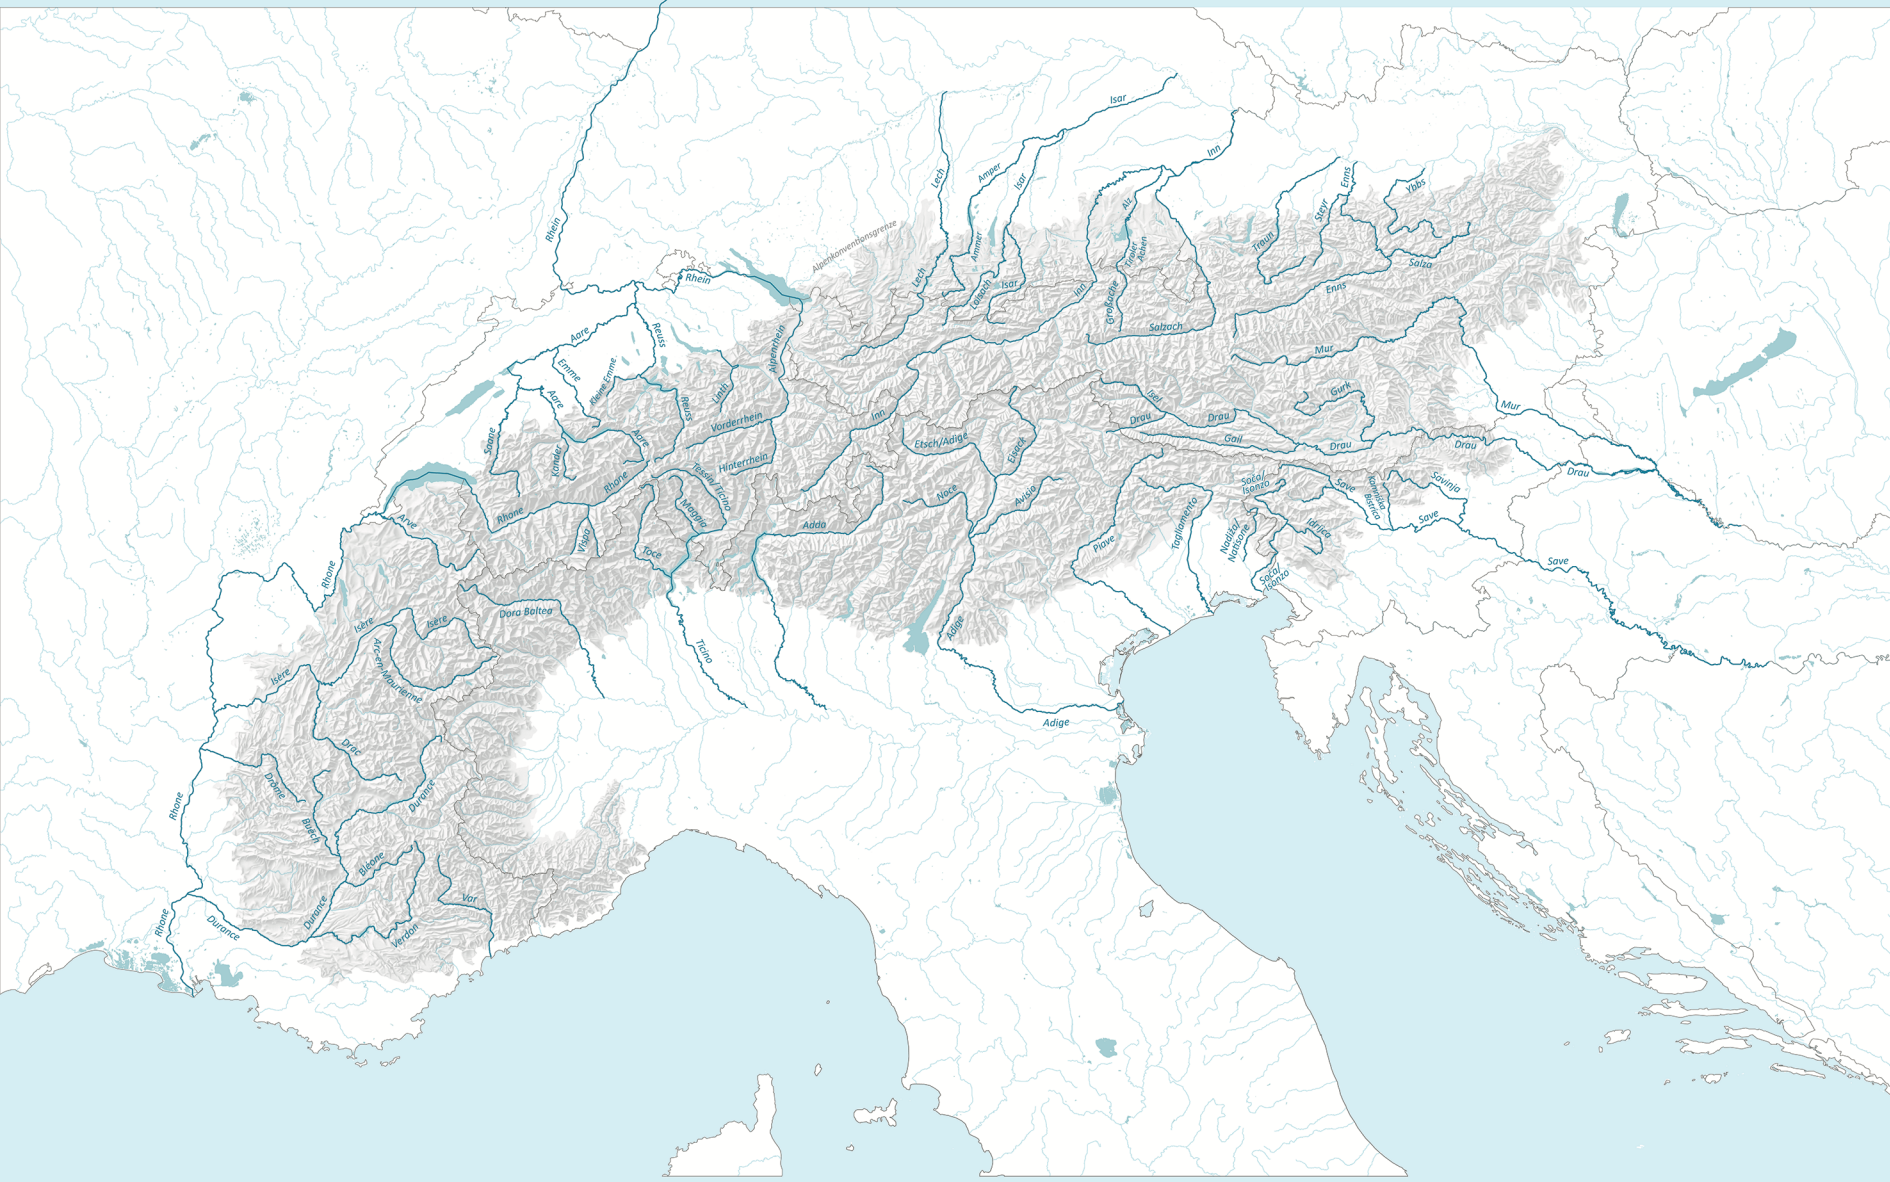 Isar
Inn
Lech
Amper
Isar
Enns
Ybbs
Alz
Steyr
Rhein
Alpenkonventionsgrenze
Ammer
Tiroler
Achen
Traun
Salza
Rhein
Lech
Loisach
Isar
Inn
Großache
Enns
Aare
Reuss
Alpenrhein
Salzach
Mur
Emme
Kleine Emme
Linth
Aare
Reuss
Vorderrhein
Inn
Isel
Gurk
Mur
Drau
Drau
Saane
Kander
Aare
Etsch/Adige
Eisack
Gail
Drau
Drau
Drau
Rhone
Hinterrhein
Tessin/Ticino
Noce
Avisio
Soča/
Isonzo
Save
Kamniška
Bistrica
Savinja
Rhone
Maggia
Arve
Vispa
Toce
Adda
Piave
Tagliamento
Nadiža/
Natisone
Idrijca
Save
Save
Rhone
Soča/
Isonzo
Dora Baltea
Isère
Isère
Arc-en-Maurienne
Ticino
Adige
Isère
Adige
Drac
Drôme
Durance
Rhone
Buëch
Bléone
Var
Durance
Durance
Verdon
Rhone